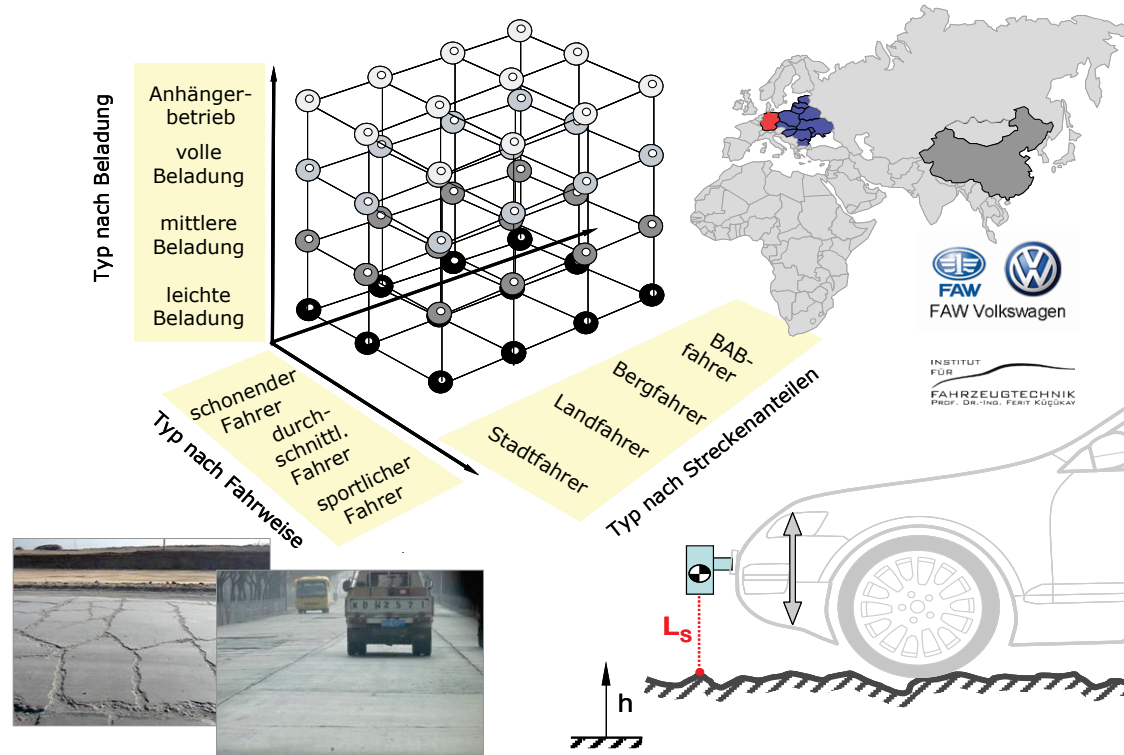 Typ nach Beladung
Anhänger-
betrieb
volle
Beladung
mittlere
Beladung
leichte
Beladung
schonender
Fahrer
durch-
schnittl.
Fahrer
sportlicher
Fahrer
Typ nach Fahrweise
BAB-
fahrer
Bergfahrer
Landfahrer
Stadtfahrer
Typ nach Streckenanteilen
FAW
FAW Volkswagen
INSTITUT
FÜR
FAHRZEUGTECHNIK
PROF. DR.-ING. FERIT KÜÇÜKAY
LS
h